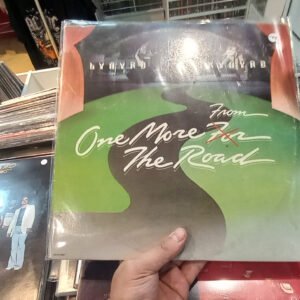 LYNYRD SKYNYRD
From
One More For
The Road